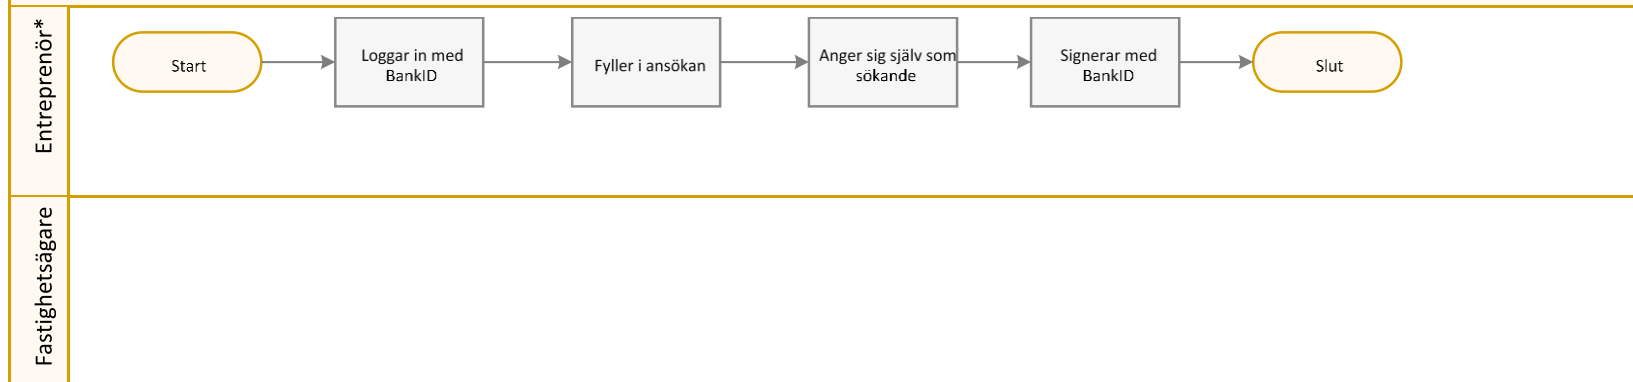 Entreprenör*
Start
Loggar in med
BankID
Fyller i ansökan
Anger sig själv som
sökande
Signerar med
BankID
Slut
Fastighetsägare